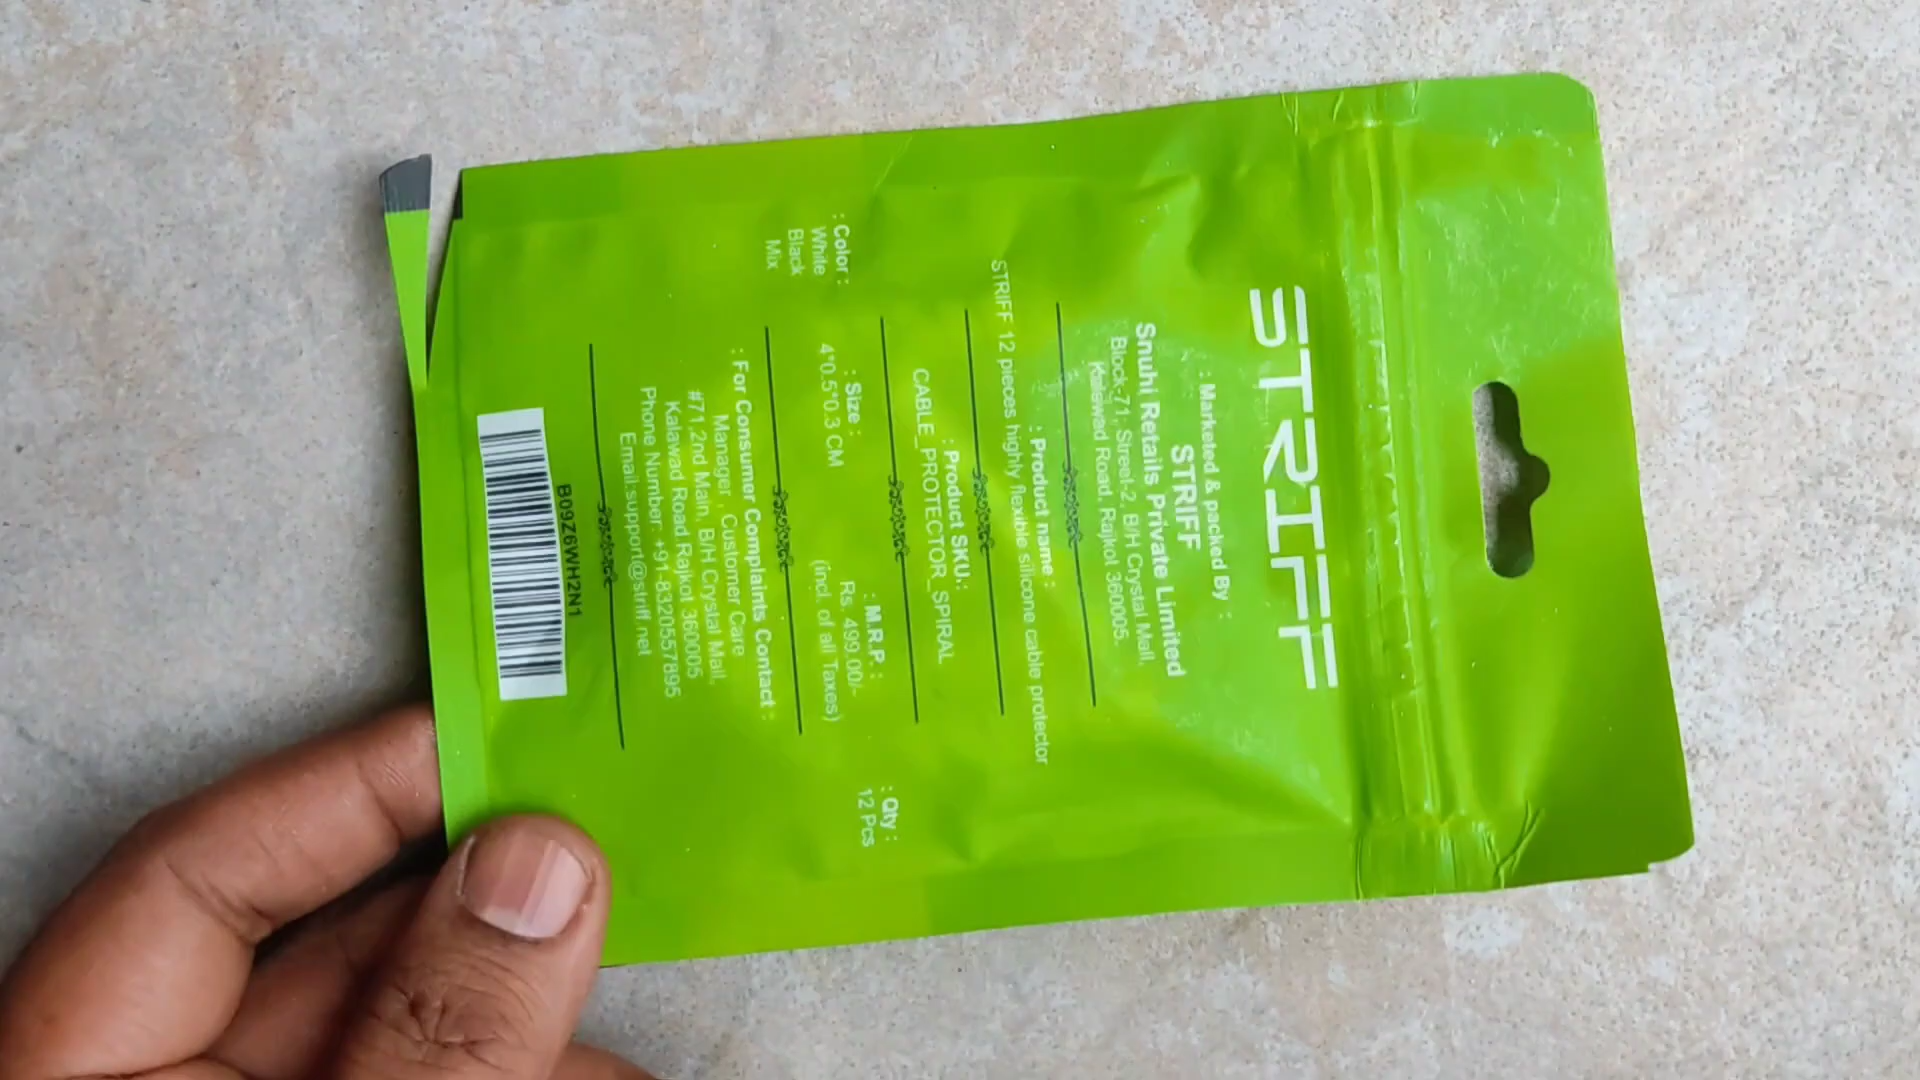 STRIFF
: Marketed & packed By :
STRIFF
Snuhi Retails Private Limited
Block-71, Street-2, B/H Crystal Mall,
Kalawad Road, Rajkot 360005.
: Product name :
STRIFF 12 pieces highly flexible silicone cable protector
: Product SKU:.
CABLE_PROTECTOR_SPIRAL
: Color :
White
Black
Mix
: Size :
4*0.5*0.3 CM
: M.R.P. :
Rs. 499.00/-
(incl. of all Taxes)
: Qty :
12 Pcs
: For Consumer Complaints Contact :
Manager, Customer Care
#71,2nd Main, B/H Crystal Mall,
Kalawad Road Rajkot 360005
Phone Number: +91-8320557895
Email:support@striff.net
B09Z6WH2N1